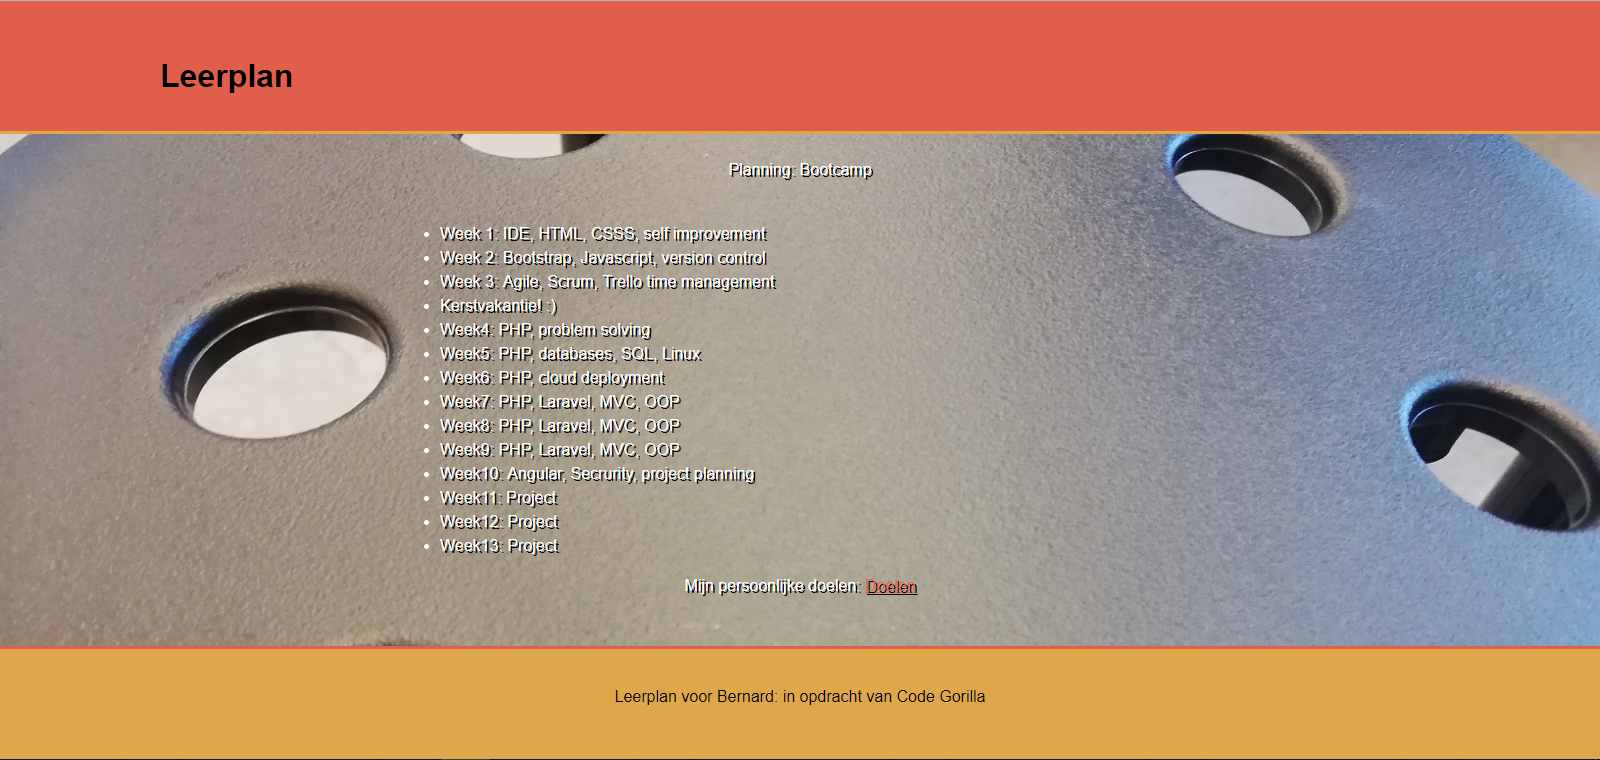 Leerplan
Planning: Bootcamp
Week 1: IDE, HTML, CSSS, self improvement
Week 2: Bootstrap, Javascript, version control
Week 3: Agile, Scrum, Trello time management
Kerstvakantie! :)
Week4: PHP, problem solving
Week5: PHP, databases, SQL, Linux
Week6: PHP, cloud deployment
Week7: PHP, Laravel, MVC, OOP
Week8: PHP, Laravel, MVC, OOP
Week9: PHP, Laravel, MVC, OOP
Week10: Angular, Secrurity, project planning
Week11: Project
Week12: Project
Week13: Project
Mijn persoonlijke doelen: Doelen
Leerplan voor Bernard: in opdracht van Code Gorilla